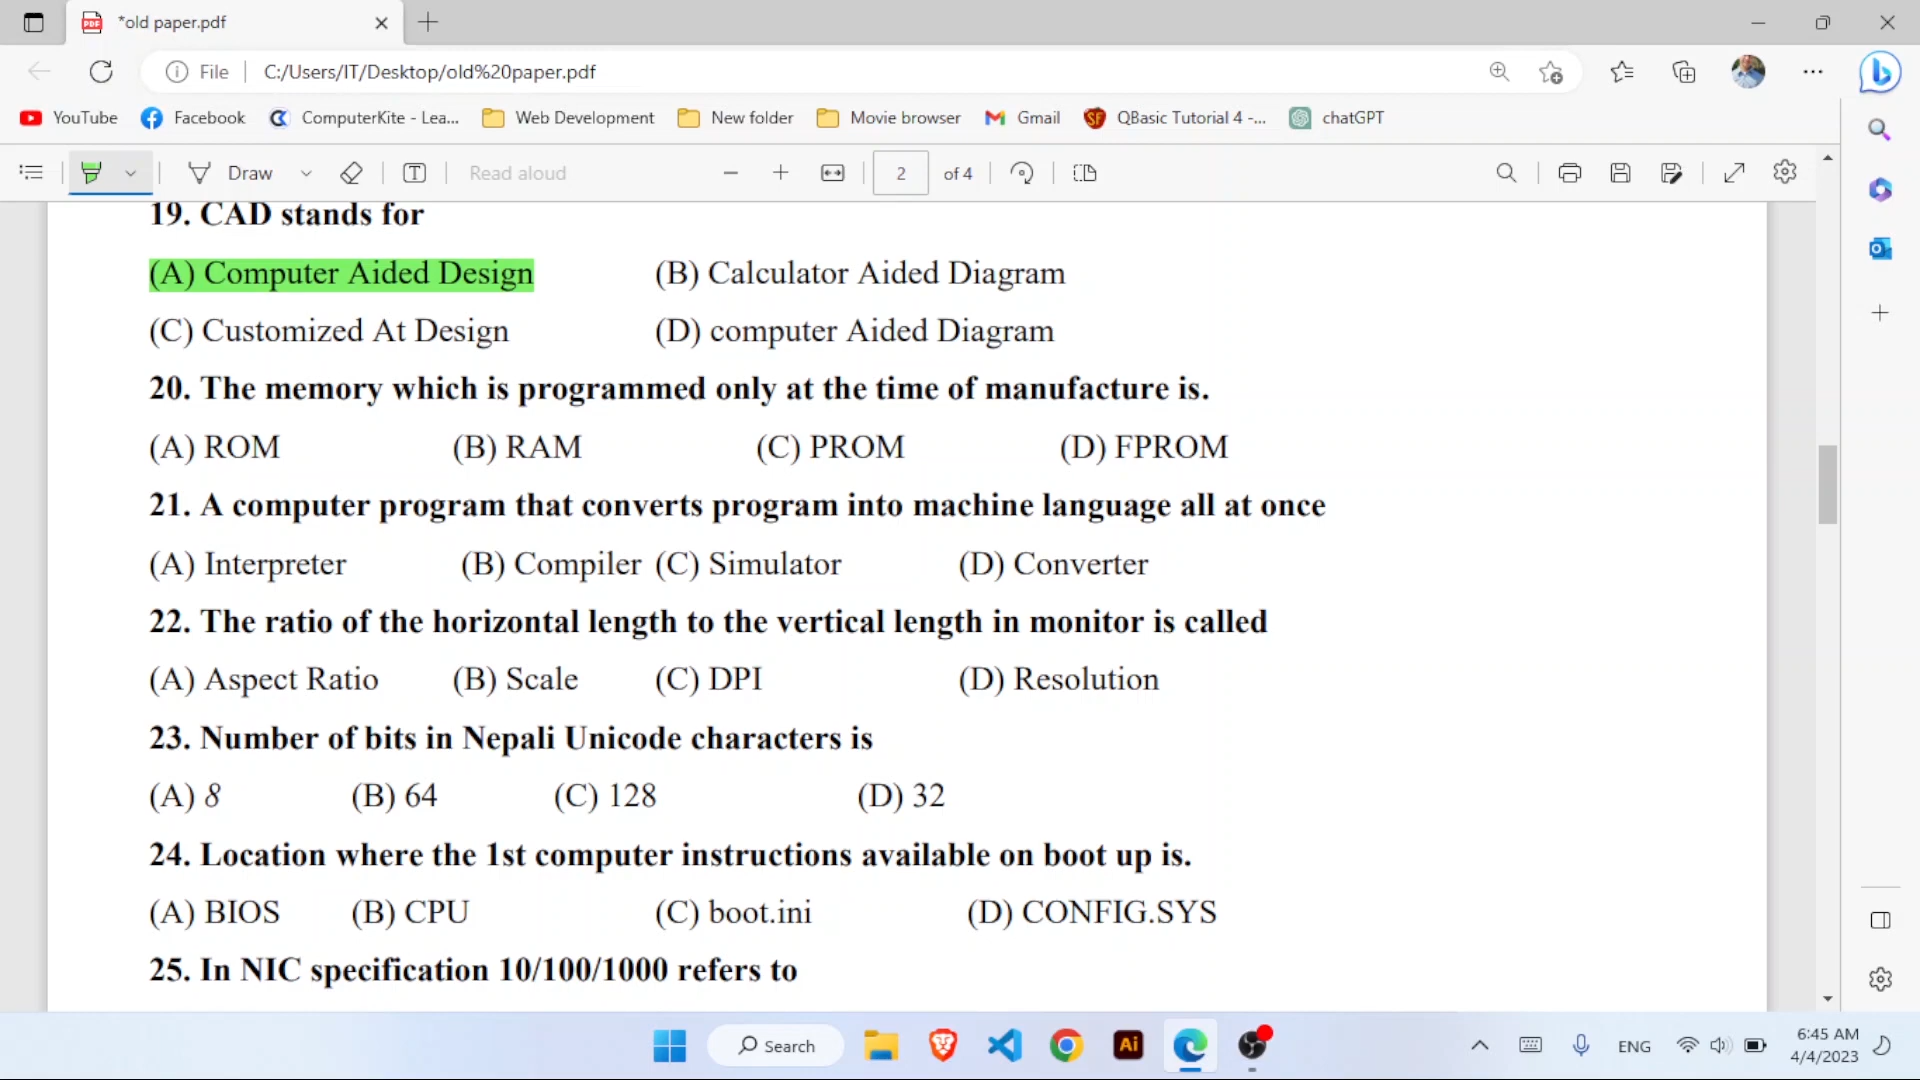 *old paper.pdf
File C:/Users/IT/Desktop/old%20paper.pdf
YouTube Facebook ComputerKite - Lea... Web Development New folder Movie browser Gmail QBasic Tutorial 4 -... chatGPT
Draw Read aloud 2 of 4
19. CAD stands for
(A) Computer Aided Design (B) Calculator Aided Diagram
(C) Customized At Design (D) computer Aided Diagram
20. The memory which is programmed only at the time of manufacture is.
(A) ROM (B) RAM (C) PROM (D) FPROM
21. A computer program that converts program into machine language all at once
(A) Interpreter (B) Compiler (C) Simulator (D) Converter
22. The ratio of the horizontal length to the vertical length in monitor is called
(A) Aspect Ratio (B) Scale (C) DPI (D) Resolution
23. Number of bits in Nepali Unicode characters is
(A) 8 (B) 64 (C) 128 (D) 32
24. Location where the 1st computer instructions available on boot up is.
(A) BIOS (B) CPU (C) boot.ini (D) CONFIG.SYS
25. In NIC specification 10/100/1000 refers to
Search Ai ENG 6:45 AM
4/4/2023